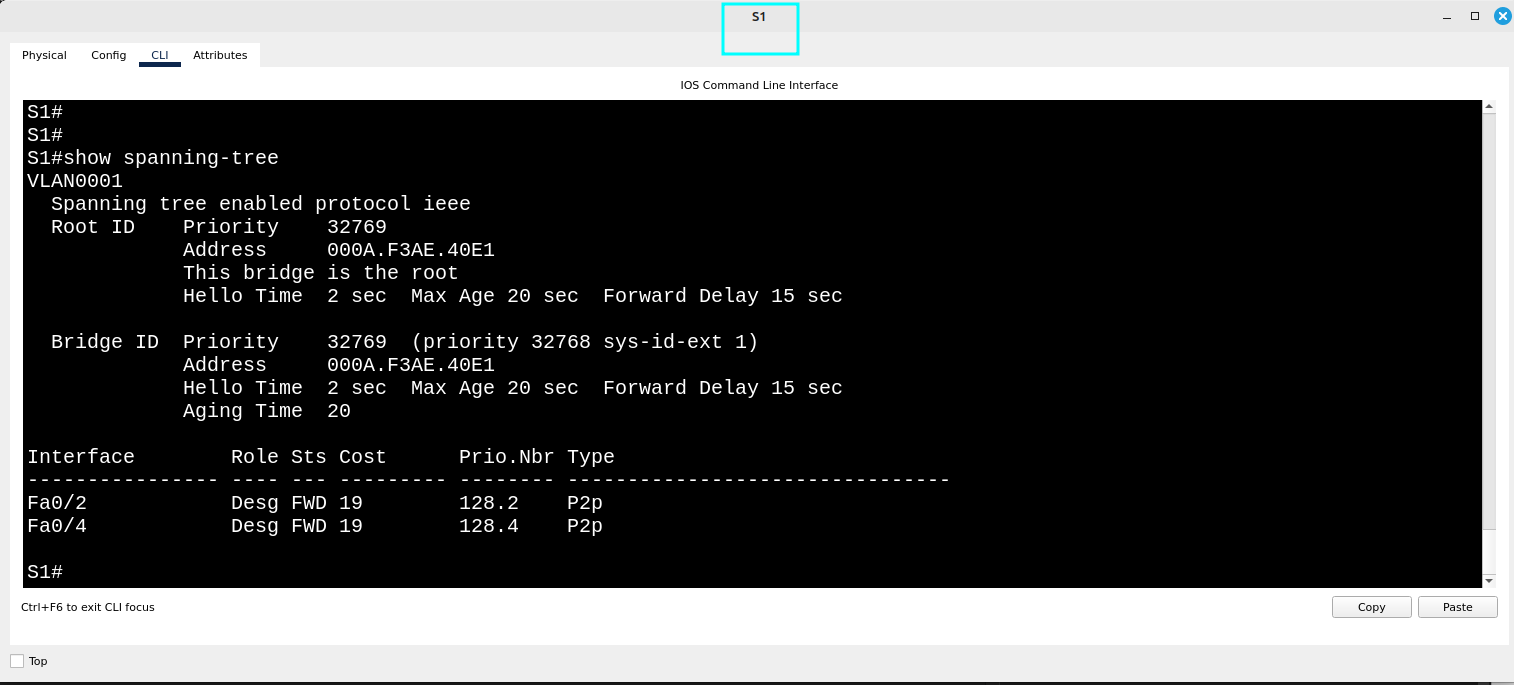 S1
Physical Config CLI Attributes
IOS Command Line Interface
S1#
S1#
S1#show spanning-tree
VLAN0001
  Spanning tree enabled protocol ieee
  Root ID    Priority    32769
             Address     000A.F3AE.40E1
             This bridge is the root
             Hello Time  2 sec  Max Age 20 sec  Forward Delay 15 sec

  Bridge ID  Priority    32769  (priority 32768 sys-id-ext 1)
             Address     000A.F3AE.40E1
             Hello Time  2 sec  Max Age 20 sec  Forward Delay 15 sec
             Aging Time  20

Interface        Role Sts Cost      Prio.Nbr Type
---------------- ---- --- --------- -------- --------------------------------
Fa0/2            Desg FWD 19        128.2    P2p
Fa0/4            Desg FWD 19        128.4    P2p

S1#
Ctrl+F6 to exit CLI focus
Copy Paste
Top